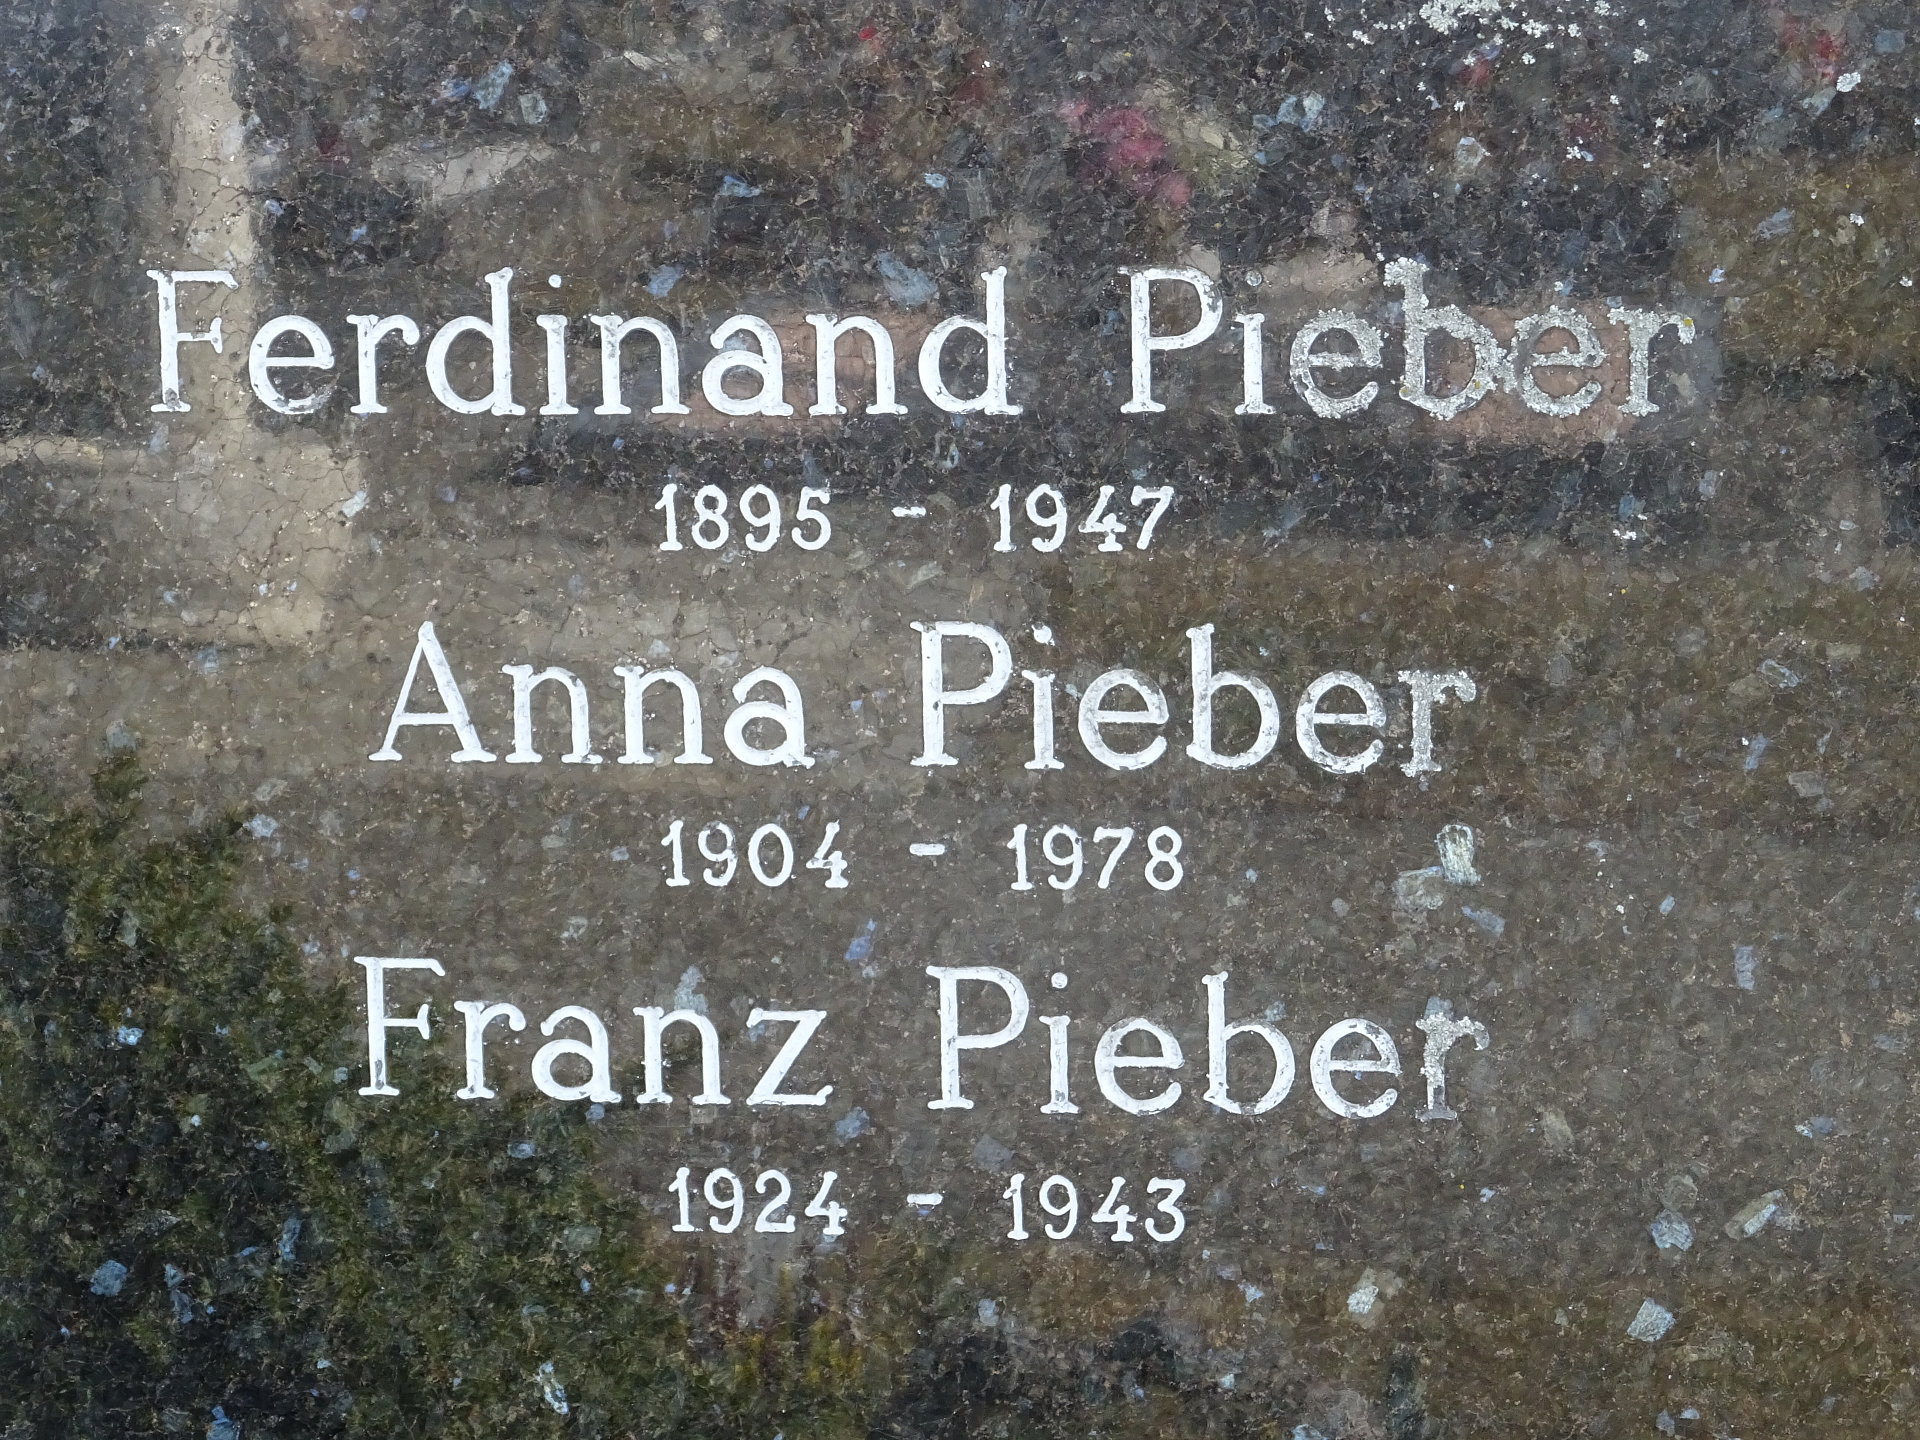 Ferdinand Pieber
1895 - 1947
Anna Pieber
1904 - 1978
Franz Pieber
1924 - 1943